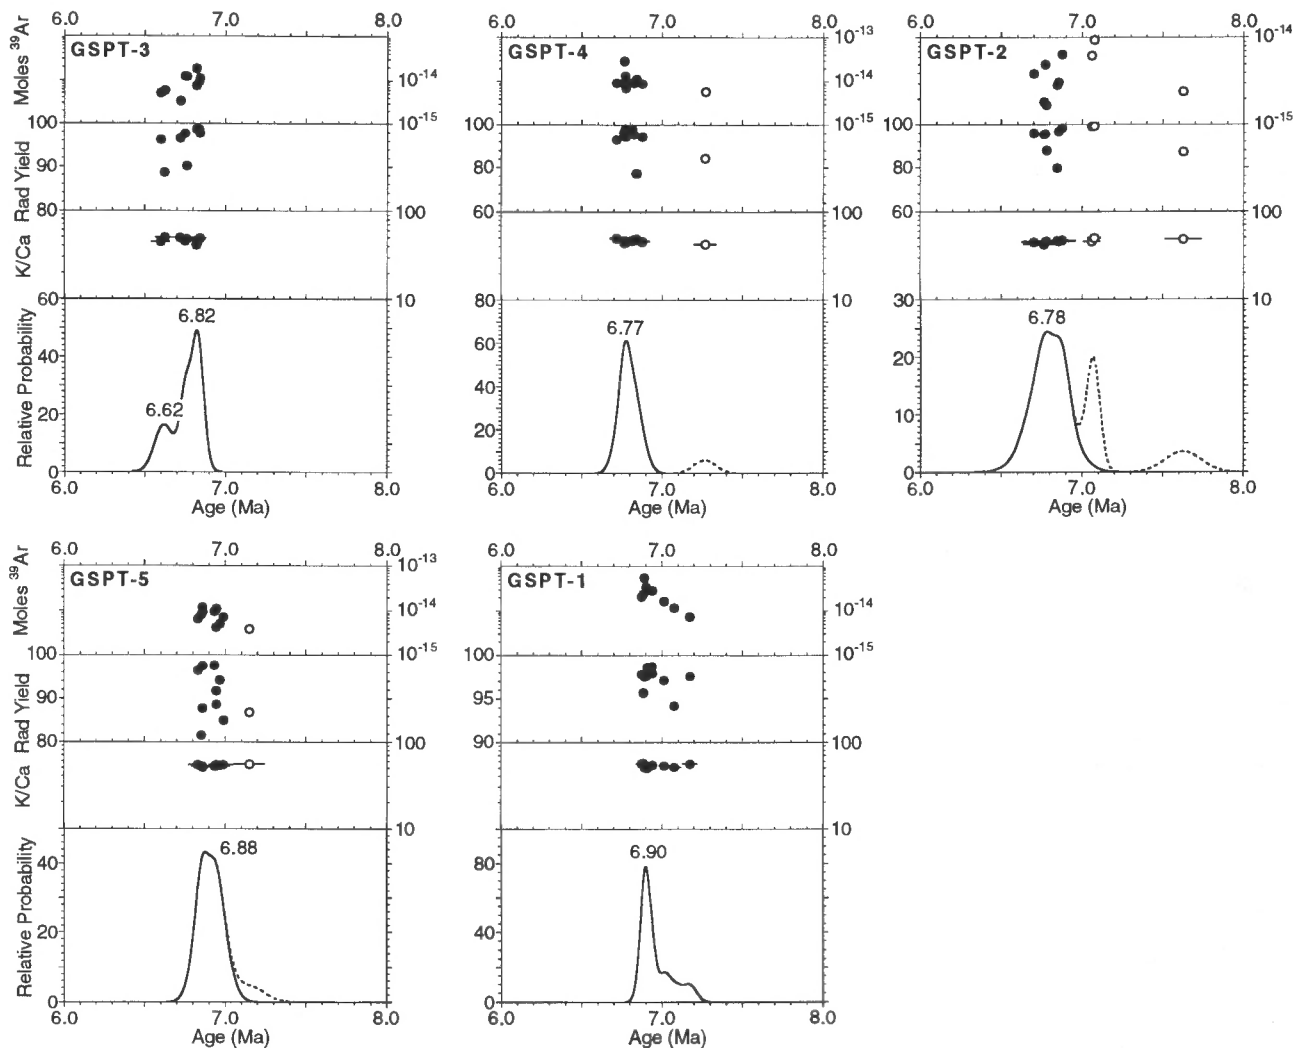 6.0 7.0 8.0
GSPT-3
Moles ³⁹Ar
10⁻¹⁴
10⁻¹⁵
Rad Yield
100
90
80
K/Ca
100
10
Relative Probability
60
40
20
0
6.82
6.62
6.0 7.0 8.0
Age (Ma)
6.0 7.0 8.0
GSPT-4
10⁻¹³
10⁻¹⁴
10⁻¹⁵
100
80
60
100
10
80
60
40
20
0
6.77
6.0 7.0 8.0
Age (Ma)
6.0 7.0 8.0
GSPT-2
10⁻¹⁴
10⁻¹⁵
100
80
60
100
10
30
20
10
0
6.78
6.0 7.0 8.0
Age (Ma)
6.0 7.0 8.0
GSPT-5
Moles ³⁹Ar
10⁻¹³
10⁻¹⁴
10⁻¹⁵
Rad Yield
100
90
80
K/Ca
100
10
Relative Probability
40
20
0
6.88
6.0 7.0 8.0
Age (Ma)
6.0 7.0 8.0
GSPT-1
10⁻¹⁴
10⁻¹⁵
100
95
90
100
10
80
40
0
6.90
6.0 7.0 8.0
Age (Ma)